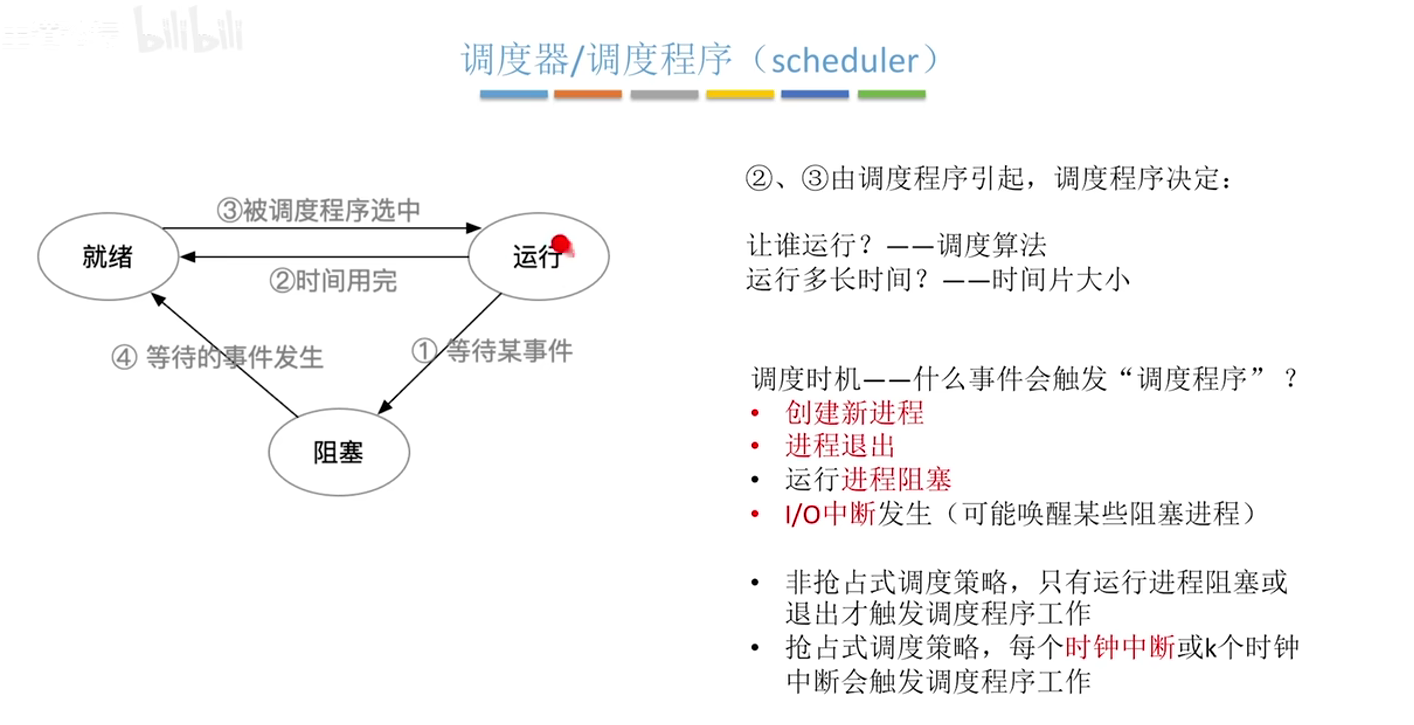 bilibili
调度器/调度程序（scheduler）
③被调度程序选中
就绪
运行
②时间用完
④ 等待的事件发生
① 等待某事件
阻塞
②、③由调度程序引起，调度程序决定：
让谁运行？——调度算法
运行多长时间？——时间片大小
调度时机——什么事件会触发“调度程序”？
• 创建新进程
• 进程退出
• 运行进程阻塞
• I/O中断发生（可能唤醒某些阻塞进程）
• 非抢占式调度策略，只有运行进程阻塞或
退出才触发调度程序工作
• 抢占式调度策略，每个时钟中断或k个时钟
中断会触发调度程序工作